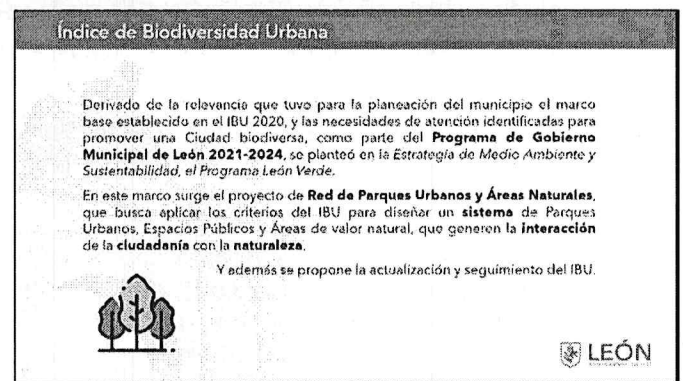 Índice de Biodiversidad Urbana
Derivado de la relevancia que tuvo para la planeación del municipio el marco
base establecido en el IBU 2020, y las necesidades de atención identificadas para
promover una Ciudad biodiversa, como parte del Programa de Gobierno
Municipal de León 2021-2024, se planteó en la Estrategia de Medio Ambiente y
Sustentabilidad, el Programa León Verde.
En este marco surge el proyecto de Red de Parques Urbanos y Áreas Naturales,
que busca aplicar los criterios del IBU para diseñar un sistema de Parques
Urbanos, Espacios Públicos y Áreas de valor natural, que generen la interacción
de la ciudadanía con la naturaleza.
Y además se propone la actualización y seguimiento del IBU.
LEÓN